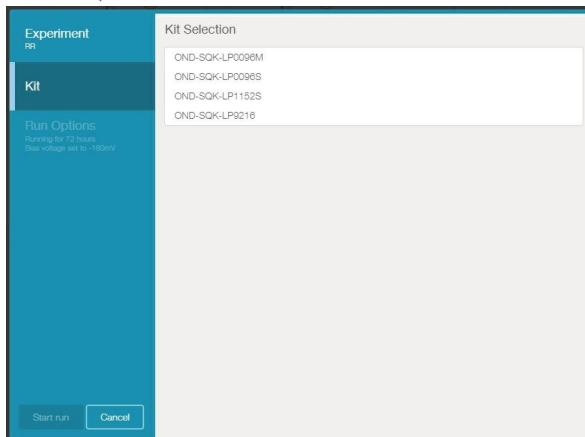 Experiment
RR
Kit
Run Options
Running for 72 hours
Bias voltage set to -180mV
Start run
Cancel
Kit Selection
OND-SQK-LP0096M
OND-SQK-LP0096S
OND-SQK-LP1152S
OND-SQK-LP9216